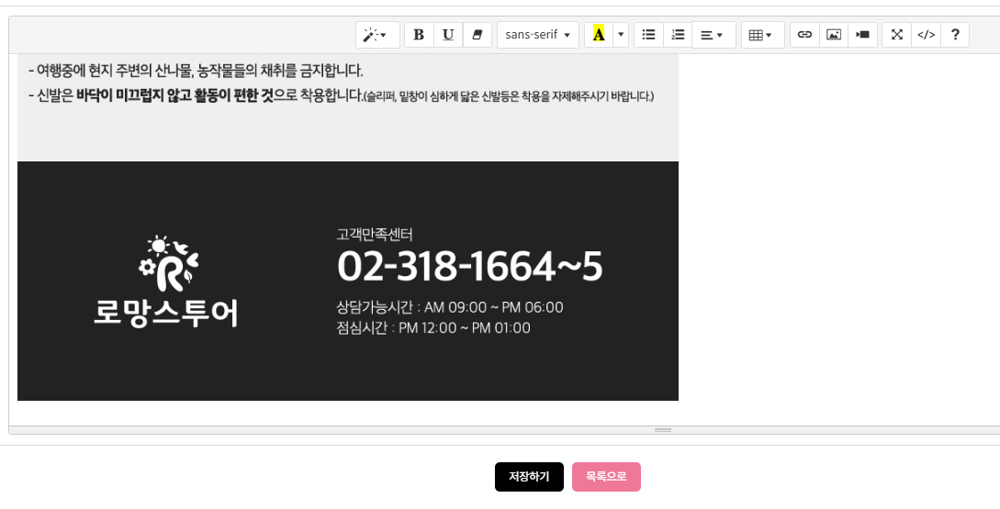 B U sans-serif A </> ?
- 여행중에 현지 주변의 산나물, 농작물들의 채취를 금지합니다.
- 신발은 바닥이 미끄럽지 않고 활동이 편한 것으로 착용합니다.(슬리퍼, 밑창이 심하게 닳은 신발등은 착용을 자제해주시기 바랍니다.)
고객만족센터
02-318-1664~5
로망스투어
상담가능시간 : AM 09:00 ~ PM 06:00
점심시간 : PM 12:00 ~ PM 01:00
저장하기 목록으로